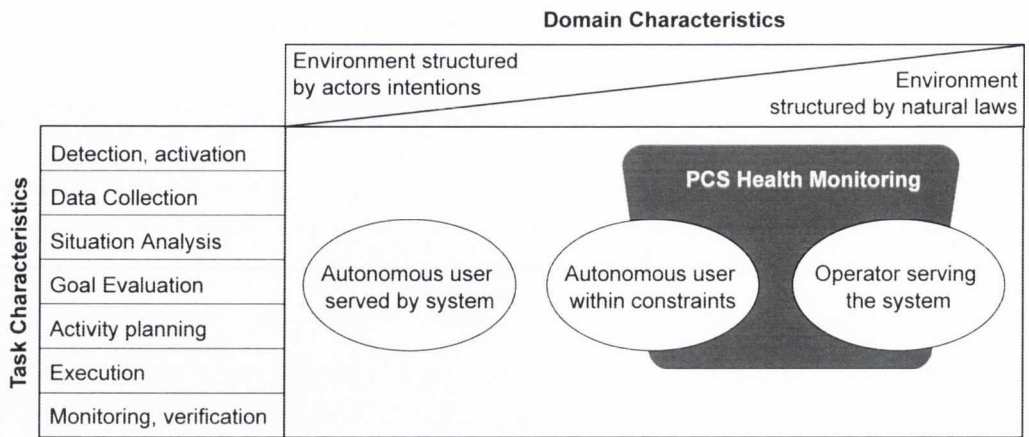 Domain Characteristics
Environment structured
by actors intentions
Environment
structured by natural laws
Task Characteristics
Detection, activation
Data Collection
Situation Analysis
Goal Evaluation
Activity planning
Execution
Monitoring, verification
PCS Health Monitoring
Autonomous user
served by system
Autonomous user
within constraints
Operator serving
the system